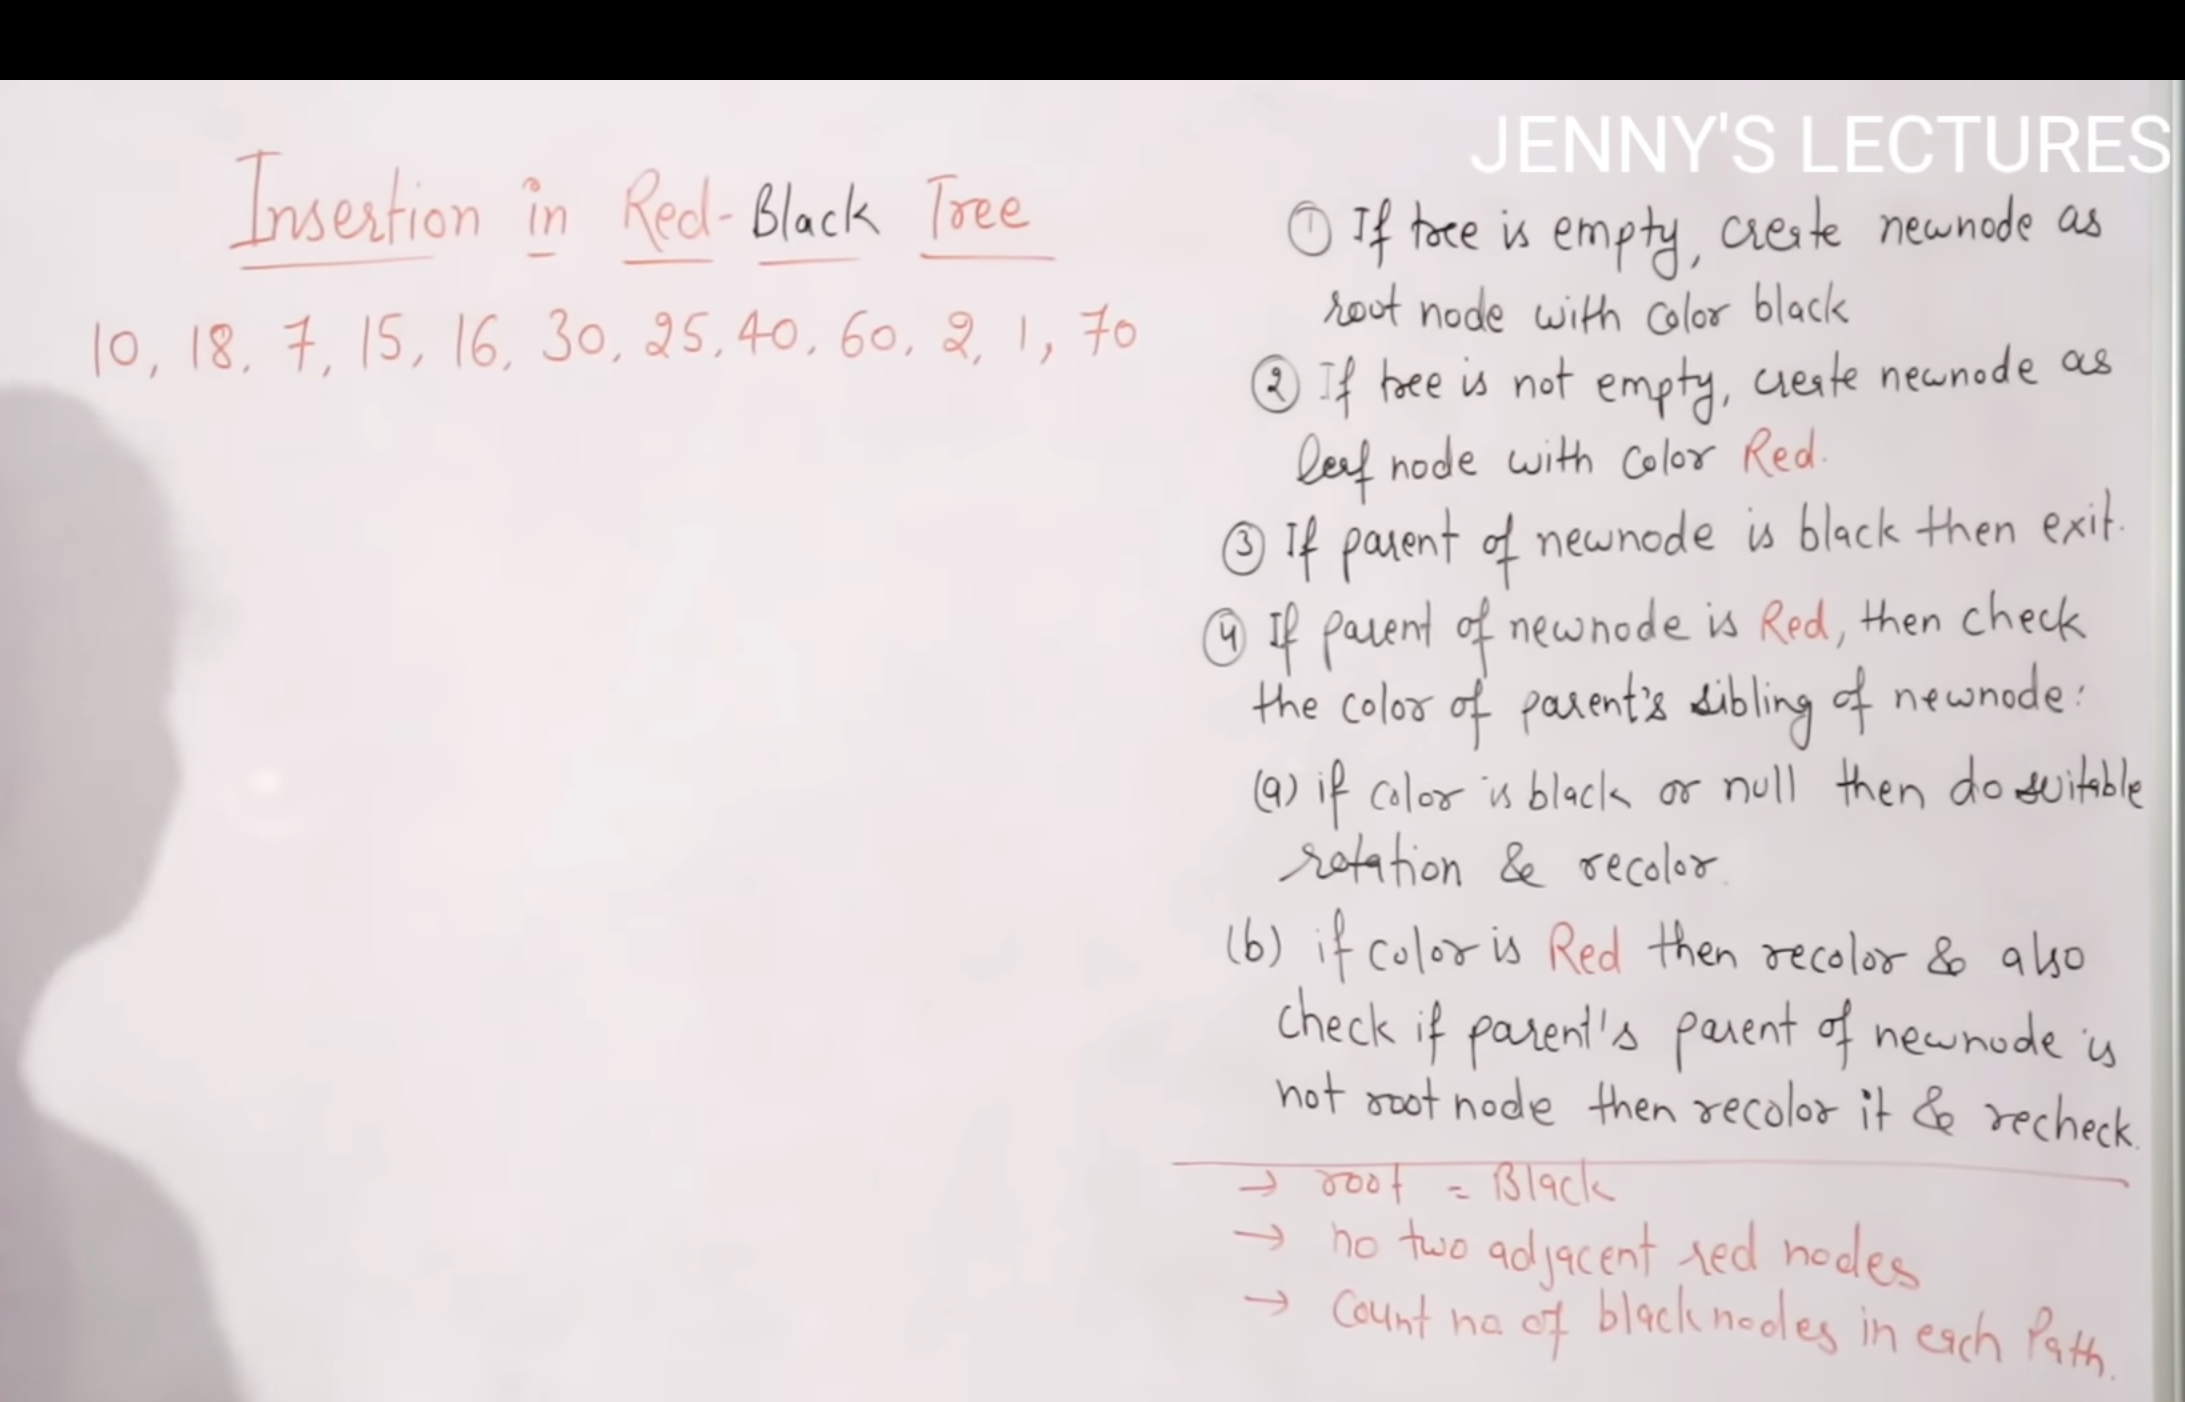 JENNY'S LECTURES
Insertion in Red-Black Tree
10, 18, 7, 15, 16, 30, 25, 40, 60, 2, 1, 70
① If tree is empty, create newnode as
root node with color black
② If tree is not empty, create newnode as
leaf node with color Red.
③ If parent of newnode is black then exit.
④ If parent of newnode is Red, then check
the color of parent's sibling of newnode:
(a) if color is black or null then do suitable
rotation & recolor.
(b) if color is Red then recolor & also
check if parent's parent of newnode is
not root node then recolor it & recheck.
→ root = Black
→ no two adjacent red nodes
→ Count no of black nodes in each Path.